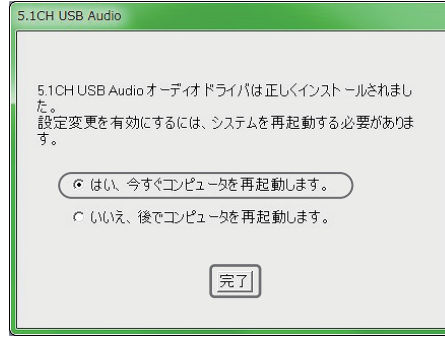 5.1CH USB Audio
5.1CH USB Audio オーディオドライバは正しくインストールされまし
た。
設定変更を有効にするには、システムを再起動する必要がありま
す。
はい、今すぐコンピュータを再起動します。
いいえ、後でコンピュータを再起動します。
完了